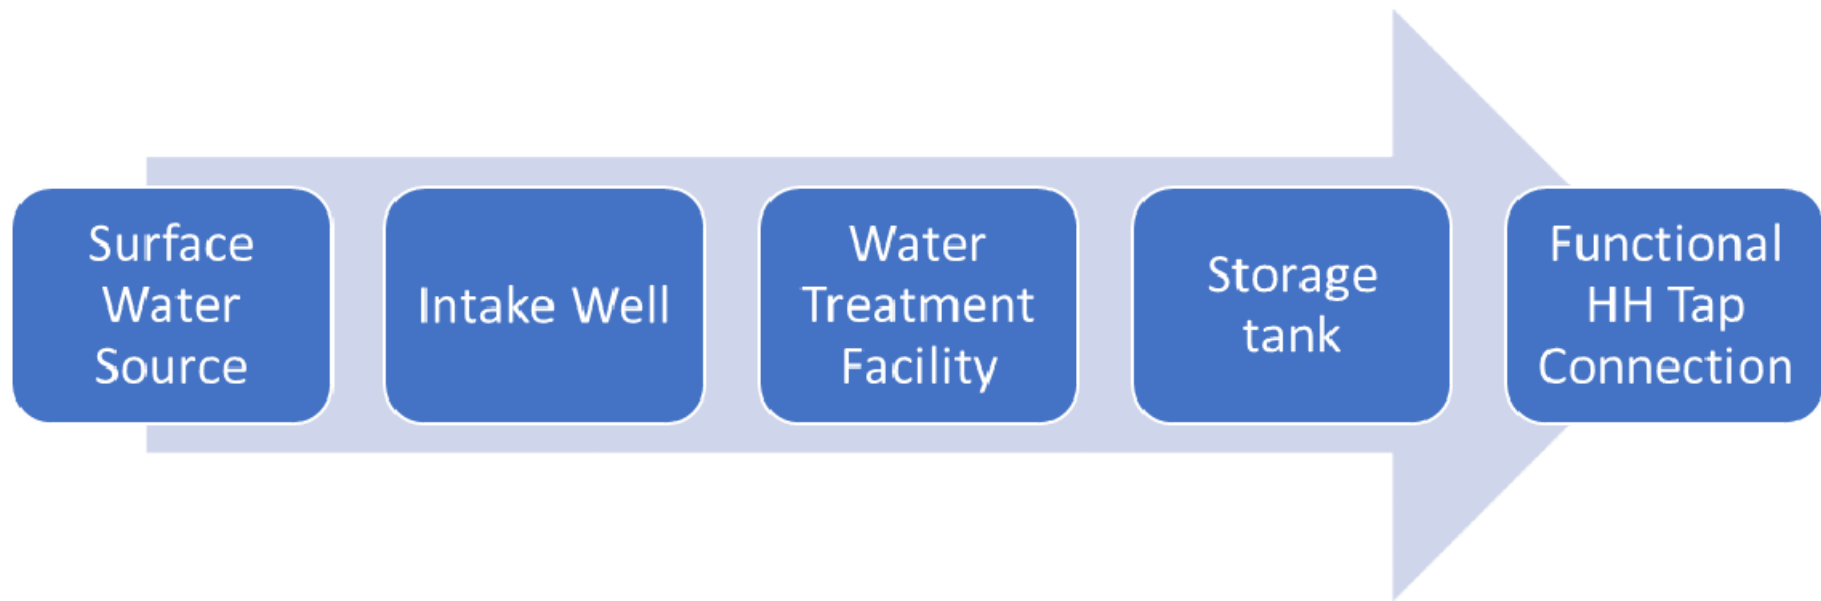 Surface
Water
Source
Intake Well
Water
Treatment
Facility
Storage
tank
Functional
HH Tap
Connection